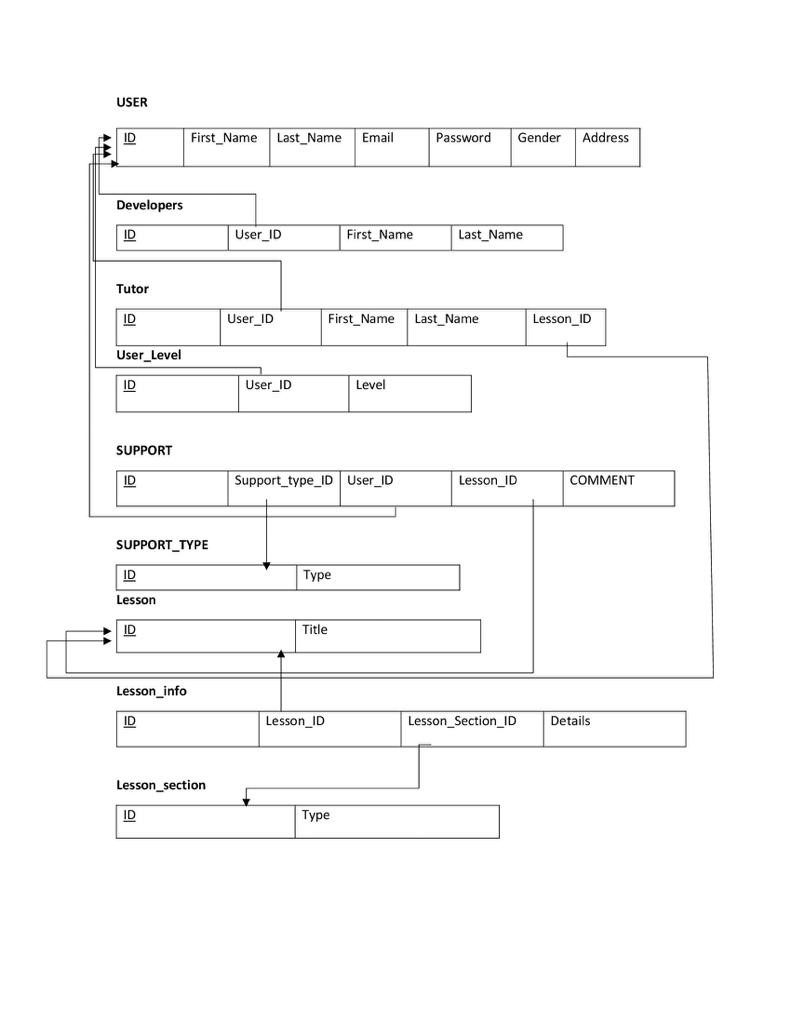 USER
ID First_Name Last_Name Email Password Gender Address
Developers
ID User_ID First_Name Last_Name
Tutor
ID User_ID First_Name Last_Name Lesson_ID
User_Level
ID User_ID Level
SUPPORT
ID Support_type_ID User_ID Lesson_ID COMMENT
SUPPORT_TYPE
ID Type
Lesson
ID Title
Lesson_info
ID Lesson_ID Lesson_Section_ID Details
Lesson_section
ID Type